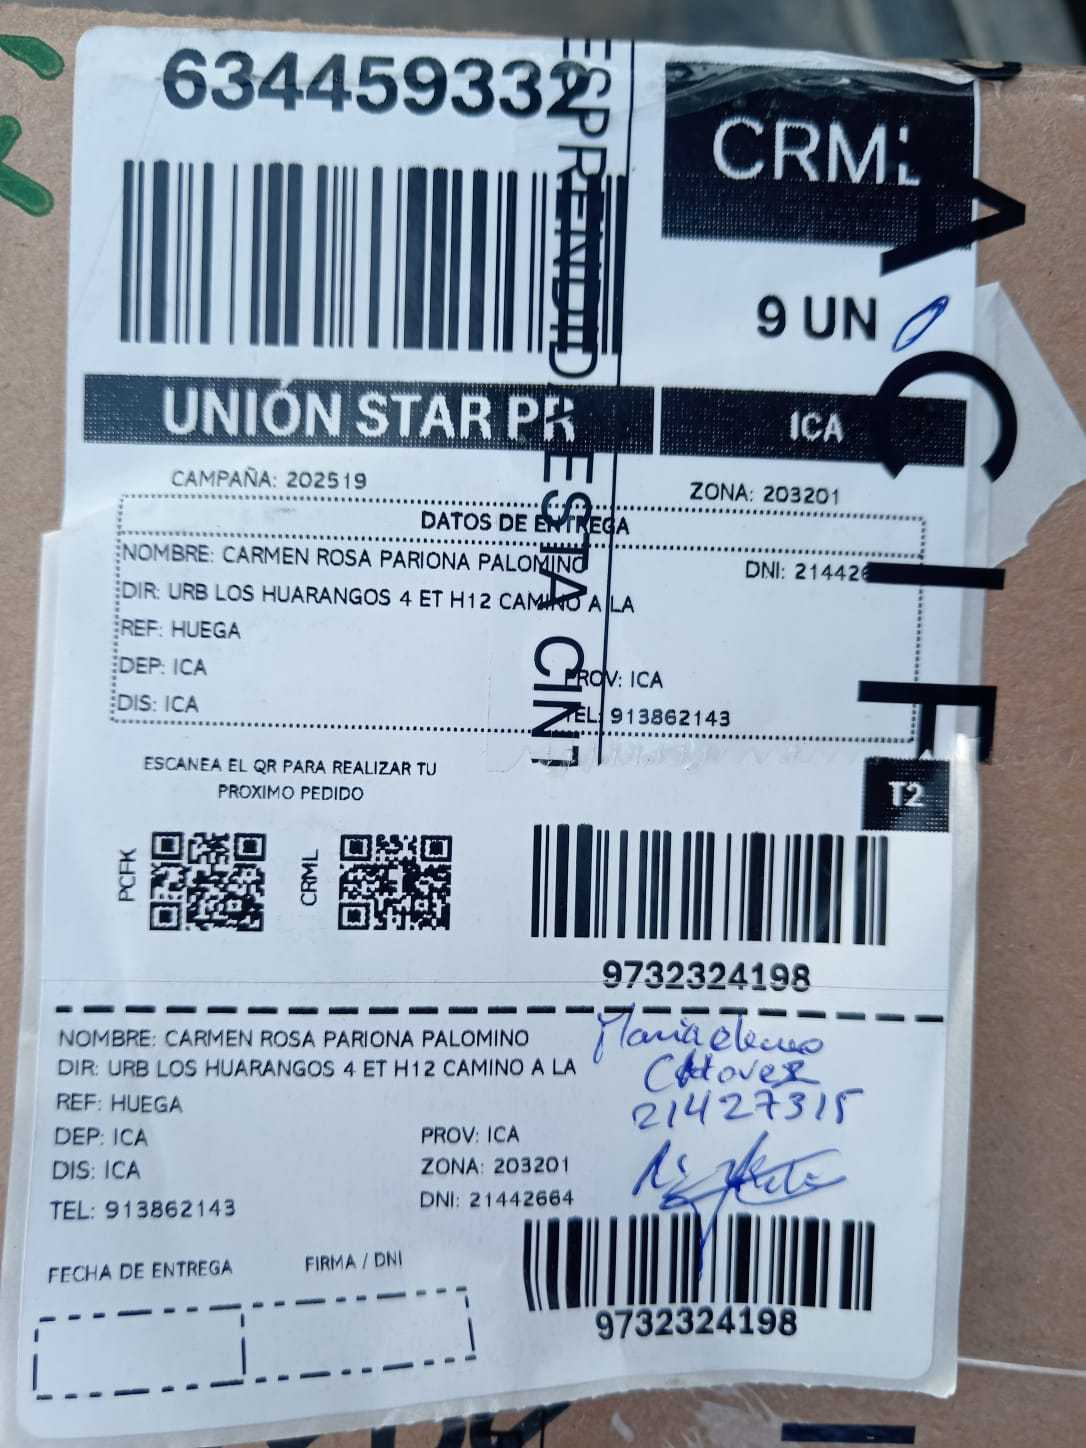 634459332
CRML
9 UN
UNIÓN STAR PR
ICA
CAMPAÑA: 202519
ZONA: 203201
DATOS DE ENTREGA
NOMBRE: CARMEN ROSA PARIONA PALOMINO
DNI: 214426
DIR: URB LOS HUARANGOS 4 ET H12 CAMINO A LA
REF: HUEGA
DEP: ICA
PROV: ICA
DIS: ICA
TEL: 913862143
ESPRENDIDA ESTA CINT
ESCANEA EL QR PARA REALIZAR TU
PROXIMO PEDIDO
T2
PCFK
CRML
9732324198
NOMBRE: CARMEN ROSA PARIONA PALOMINO
DIR: URB LOS HUARANGOS 4 ET H12 CAMINO A LA
REF: HUEGA
DEP: ICA
PROV: ICA
DIS: ICA
ZONA: 203201
TEL: 913862143
DNI: 21442664
Maria
21427315
FECHA DE ENTREGA
FIRMA / DNI
9732324198